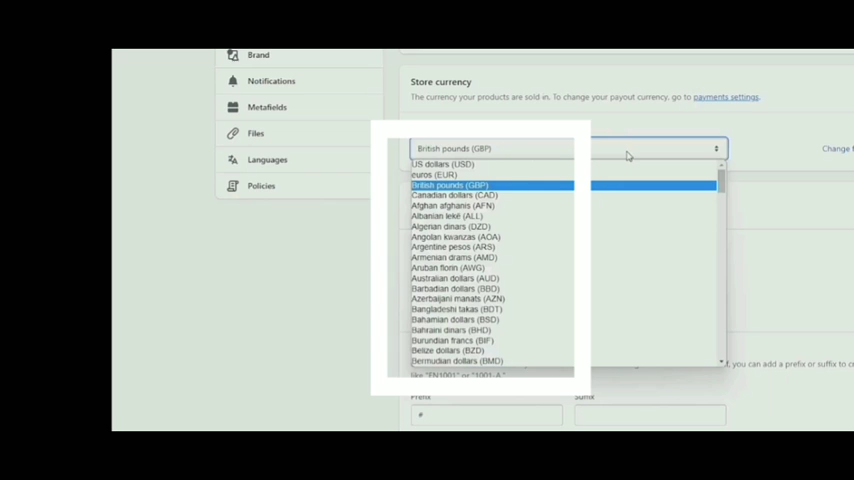 Brand
Notifications
Metafields
Files
Languages
Policies
Store currency
The currency your products are sold in. To change your payout currency, go to payments settings.
British pounds (GBP)
Change
US dollars (USD)
euros (EUR)
British pounds (GBP)
Canadian dollars (CAD)
Afghan afghanis (AFN)
Albanian lekë (ALL)
Algerian dinars (DZD)
Angolan kwanzas (AOA)
Argentine pesos (ARS)
Armenian drams (AMD)
Aruban florin (AWG)
Australian dollars (AUD)
Barbadian dollars (BBD)
Azerbaijani manats (AZN)
Bangladeshi takas (BDT)
Bahamian dollars (BSD)
Bahraini dinars (BHD)
Burundian francs (BIF)
Belize dollars (BZD)
Bermudian dollars (BMD)
you can add a prefix or suffix to
like "EN1001" or "1001-A."
Prefix
Suffix
#